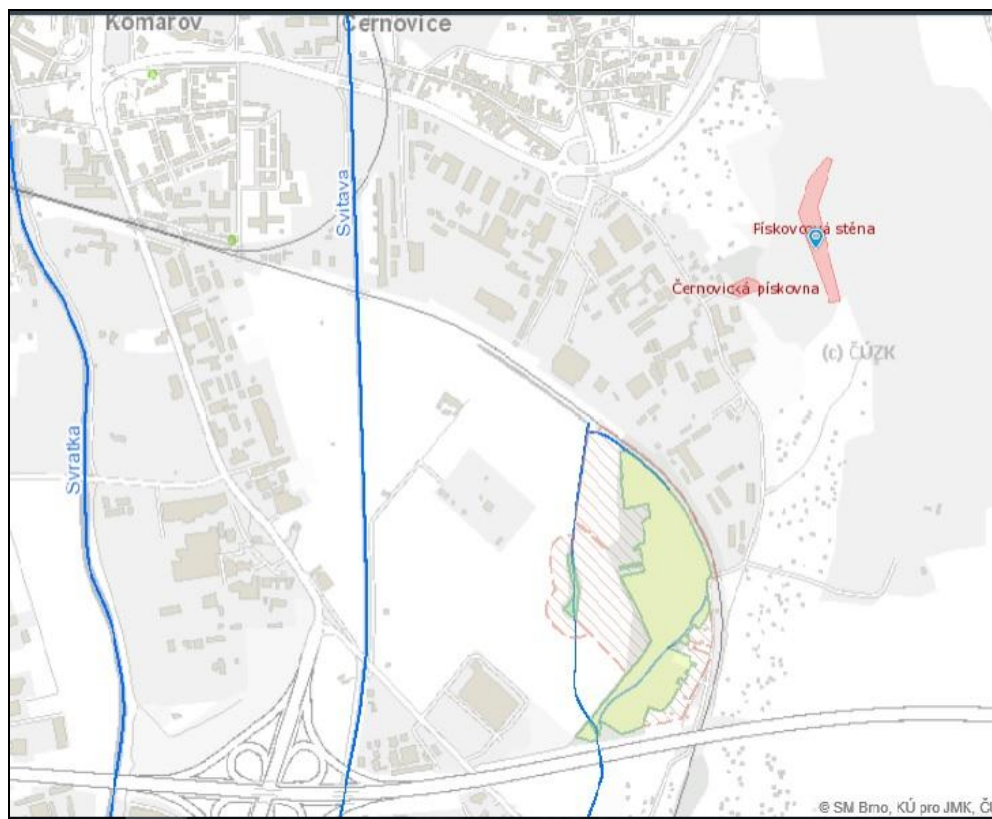 Komárov
Černovice
Svitava
Svratka
Pískovcová stěna
Černovická pískovna
(c) ČÚZK
© SM Brno, KÚ pro JMK, Č